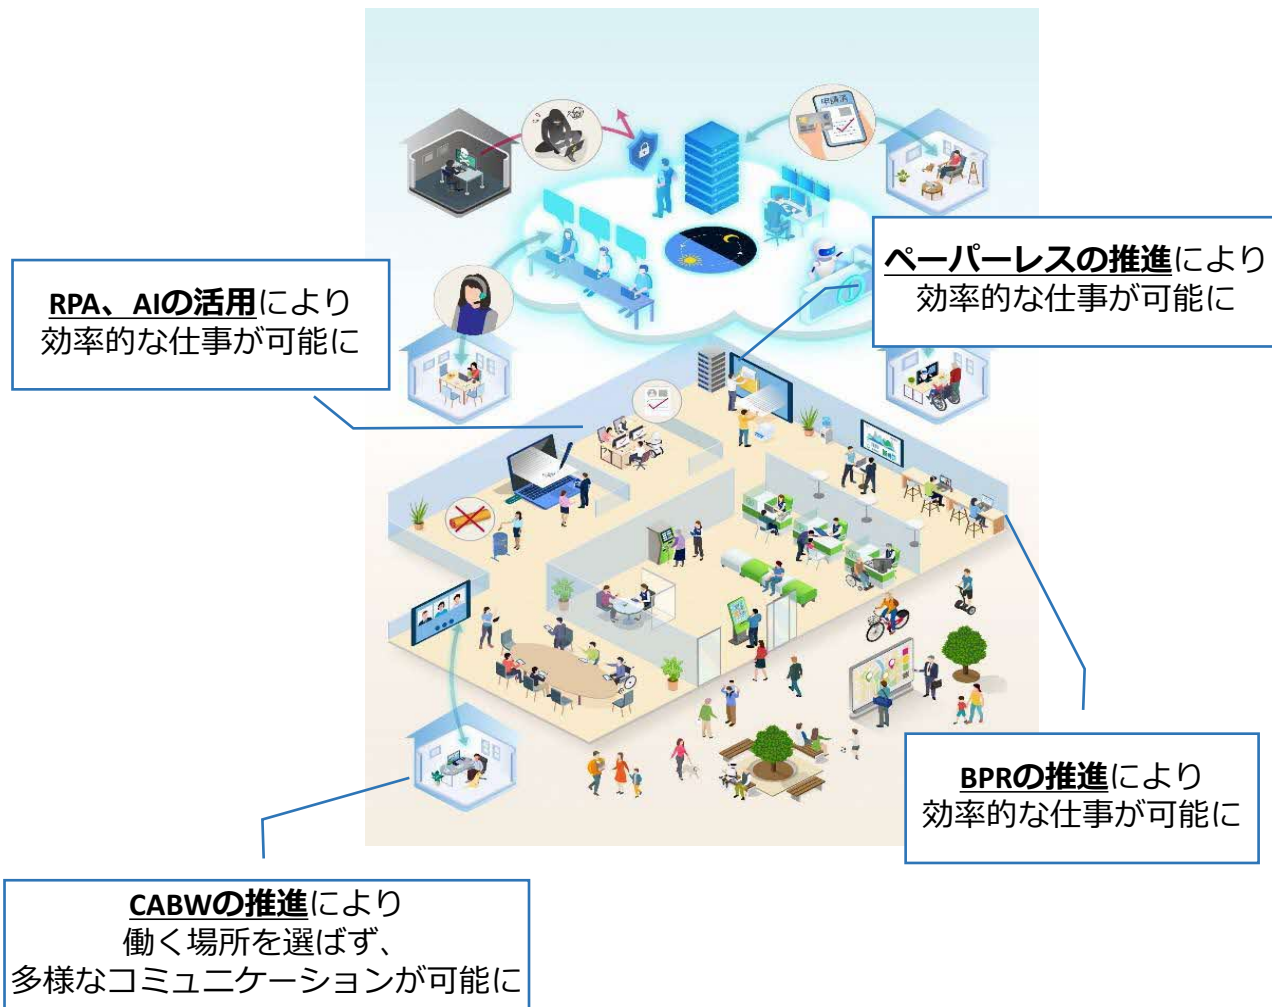 申請済
ペーパーレスの推進により
効率的な仕事が可能に
RPA、AIの活用により
効率的な仕事が可能に
BPRの推進により
効率的な仕事が可能に
CABWの推進により
働く場所を選ばず、
多様なコミュニケーションが可能に